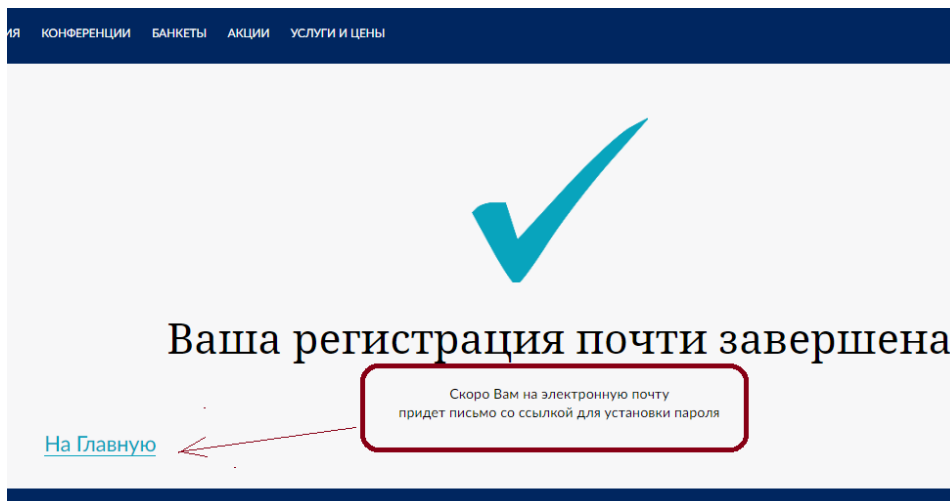 КОНФЕРЕНЦИИ БАНКЕТЫ АКЦИИ УСЛУГИ И ЦЕНЫ
Ваша регистрация почти завершена
Скоро Вам на электронную почту
придет письмо со ссылкой для установки пароля
На Главную